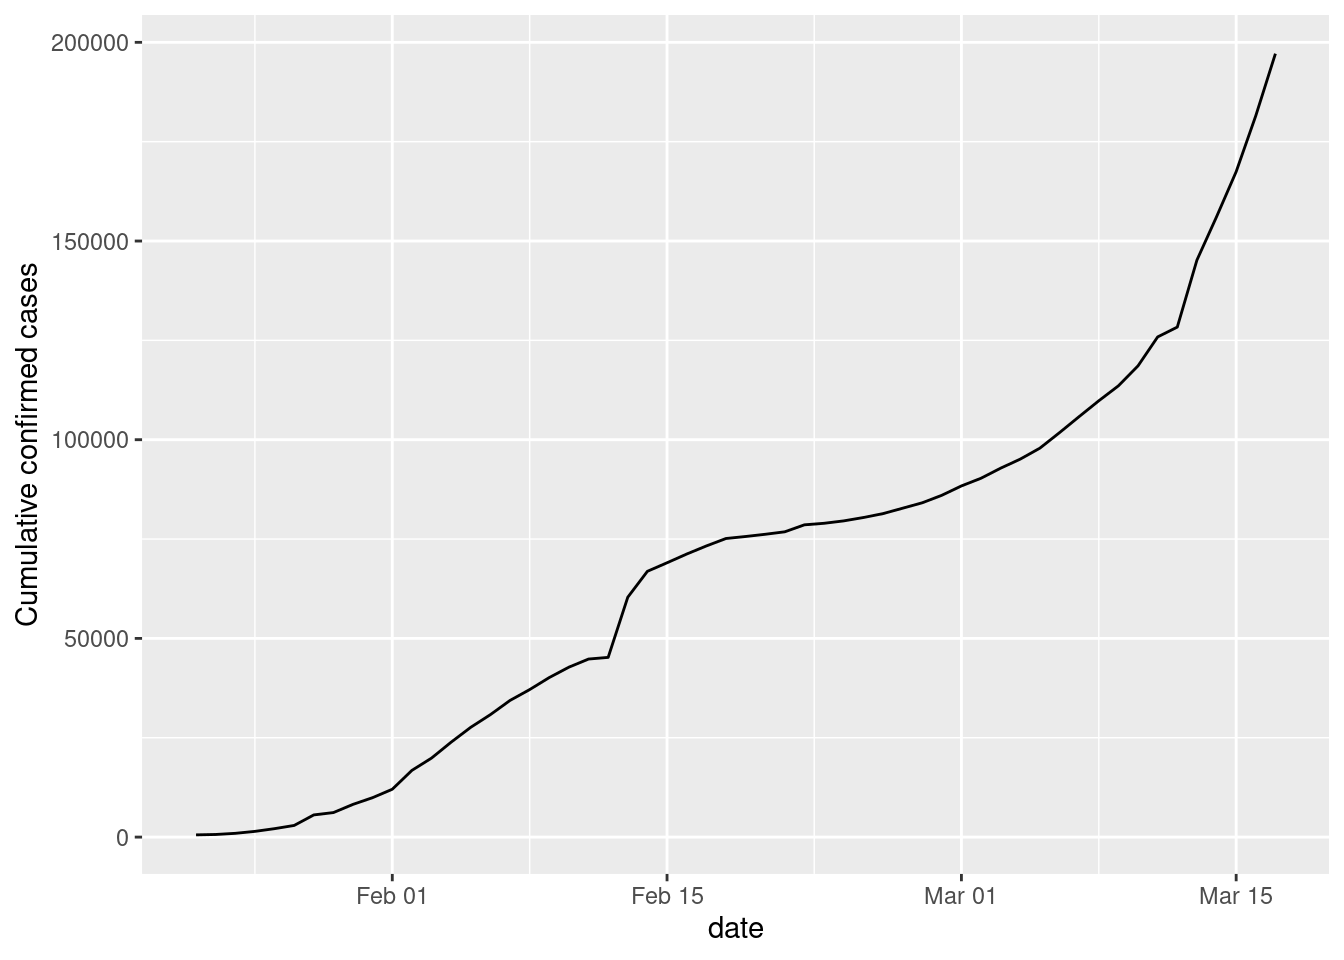 200000
150000
100000
50000
0
Cumulative confirmed cases
Feb 01
Feb 15
Mar 01
Mar 15
date